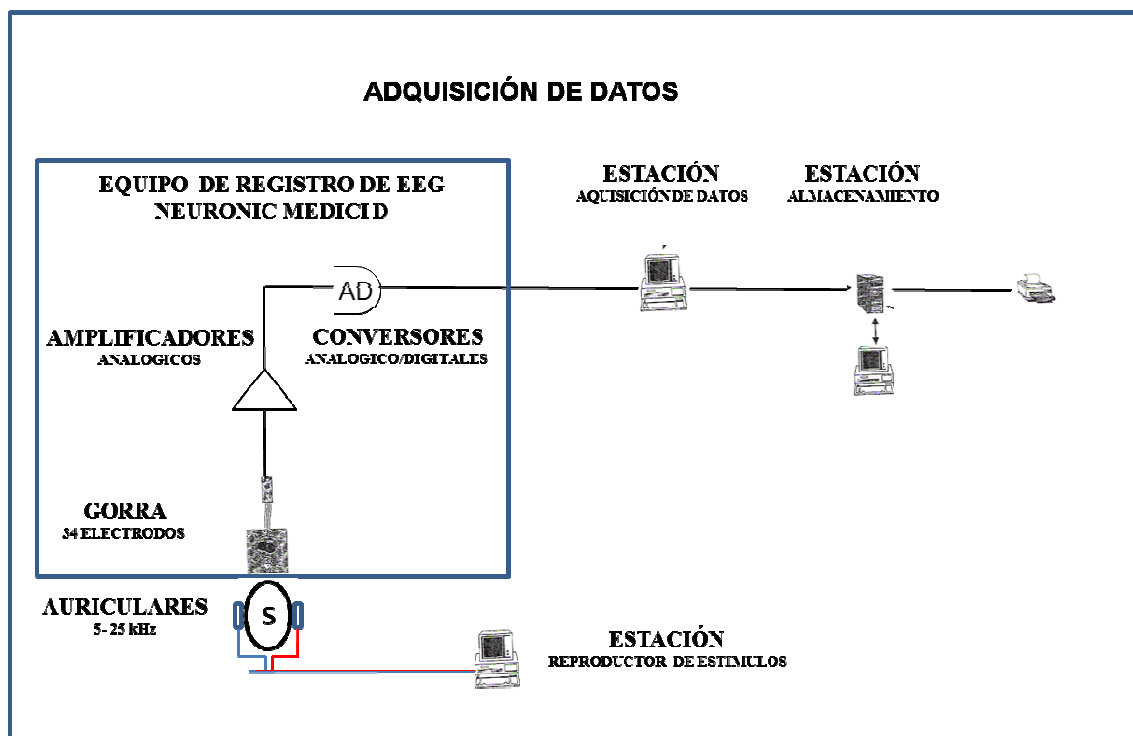 ADQUISICIÓN DE DATOS
EQUIPO DE REGISTRO DE EEG
NEURONIC MEDICID
ESTACIÓN
AQUISICIÓN DE DATOS
ESTACIÓN
ALMACENAMIENTO
AD
AMPLIFICADORES
ANALOGICOS
CONVERSORES
ANALOGICO/DIGITALES
GORRA
34 ELECTRODOS
AURICULARES
5- 25 kHz
S
ESTACIÓN
REPRODUCTOR DE ESTIMULOS